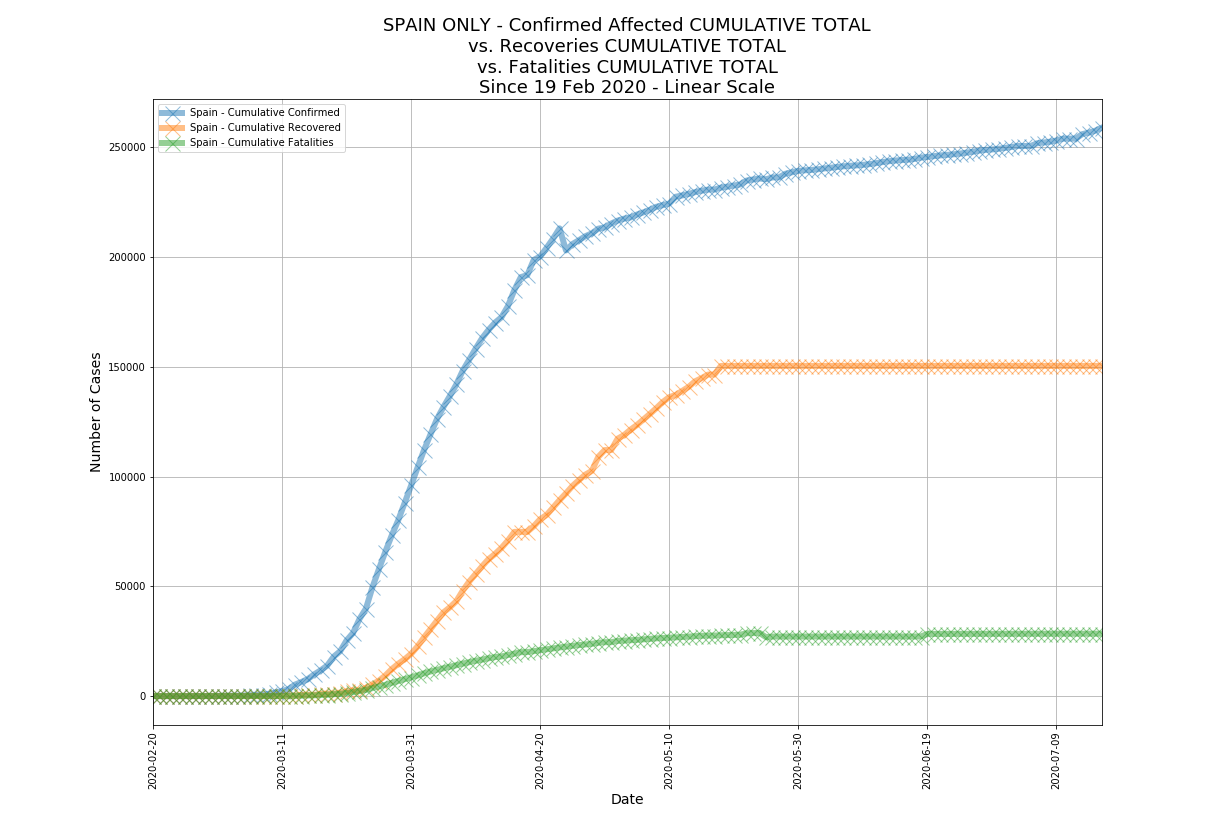 SPAIN ONLY - Confirmed Affected CUMULATIVE TOTAL
vs. Recoveries CUMULATIVE TOTAL
vs. Fatalities CUMULATIVE TOTAL
Since 19 Feb 2020 - Linear Scale
Spain - Cumulative Confirmed
Spain - Cumulative Recovered
Spain - Cumulative Fatalities
Number of Cases
250000
200000
150000
100000
50000
0
2020-02-20
2020-03-11
2020-03-31
2020-04-20
2020-05-10
2020-05-30
2020-06-19
2020-07-09
Date